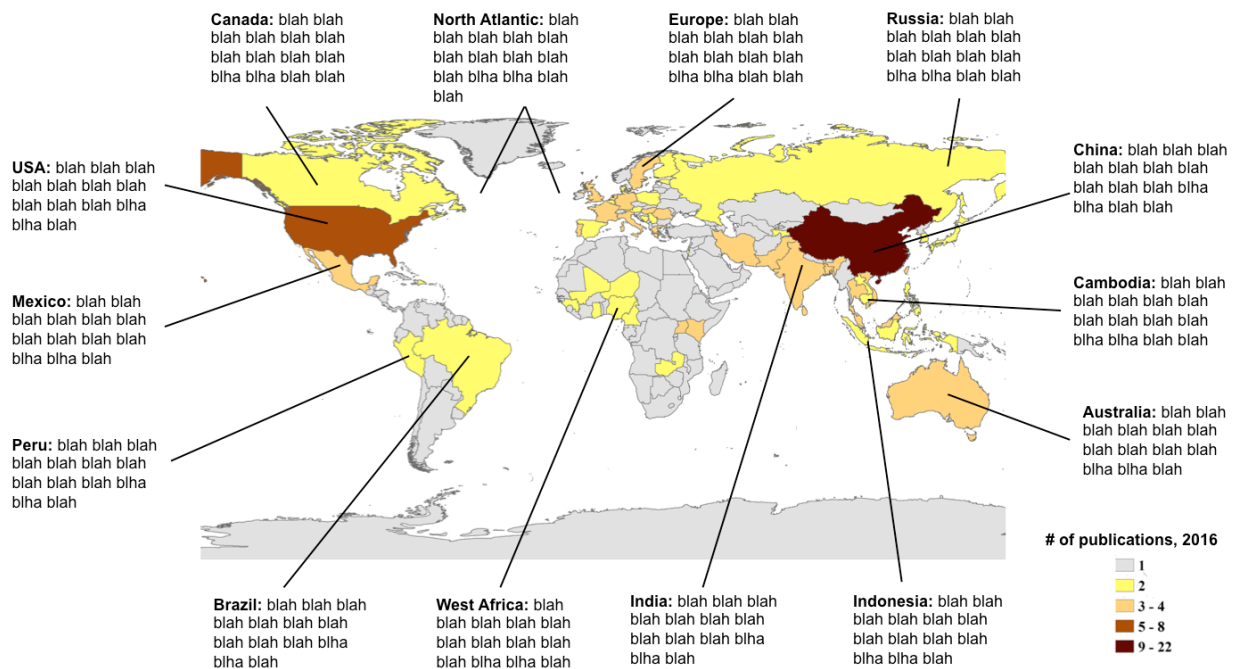 Canada: blah blah
blah blah blah blah
blah blah blah blah
blha blha blah blah
North Atlantic: blah
blah blah blah blah
blah blah blah blah
blah blha blha blah
blah
Europe: blah blah
blah blah blah blah
blah blah blah blah
blha blha blah blah
Russia: blah blah
blah blah blah blah
blah blah blah blah
blha blha blah blah
USA: blah blah blah
blah blah blah blah
blah blah blah blha
blha blah
China: blah blah blah
blah blah blah blah
blah blah blah blha
blha blah blah
Mexico: blah blah
blah blah blah blah
blah blah blah blah
blha blha blah
Cambodia: blah blah
blah blah blah blah
blah blah blah blah
blha blha blah blah
Peru: blah blah blah
blah blah blah blah
blah blah blah blha
blha blah
Australia: blah blah
blah blah blah blah
blah blah blah blah
blha blha blah
# of publications, 2016
1
2
3 - 4
5 - 8
9 - 22
Brazil: blah blah blah
blah blah blah blah
blah blah blah blha
blha blah
West Africa: blah
blah blah blah blah
blah blah blah blah
blah blha blha blah
India: blah blah blah
blah blah blah blah
blah blah blah blha
blha blah
Indonesia: blah blah
blah blah blah blah
blah blah blah blah
blha blha blah